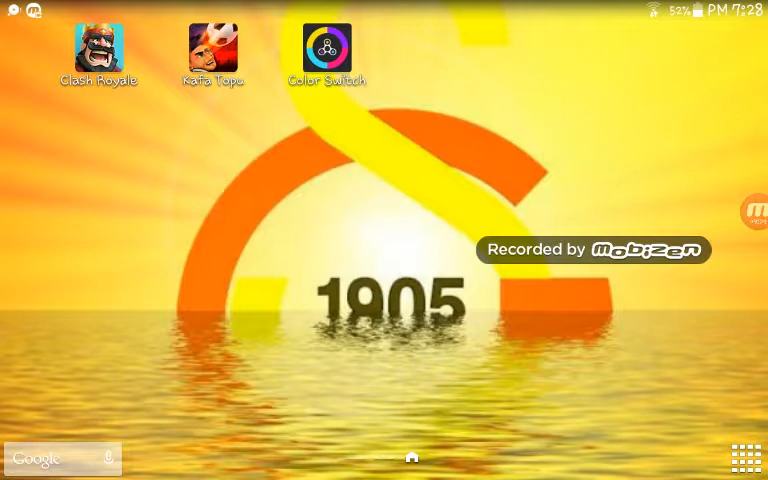 52% PM 7:28
Clash Royale Kafa Topu Color Switch
Recorded by mobizen
1905
Google